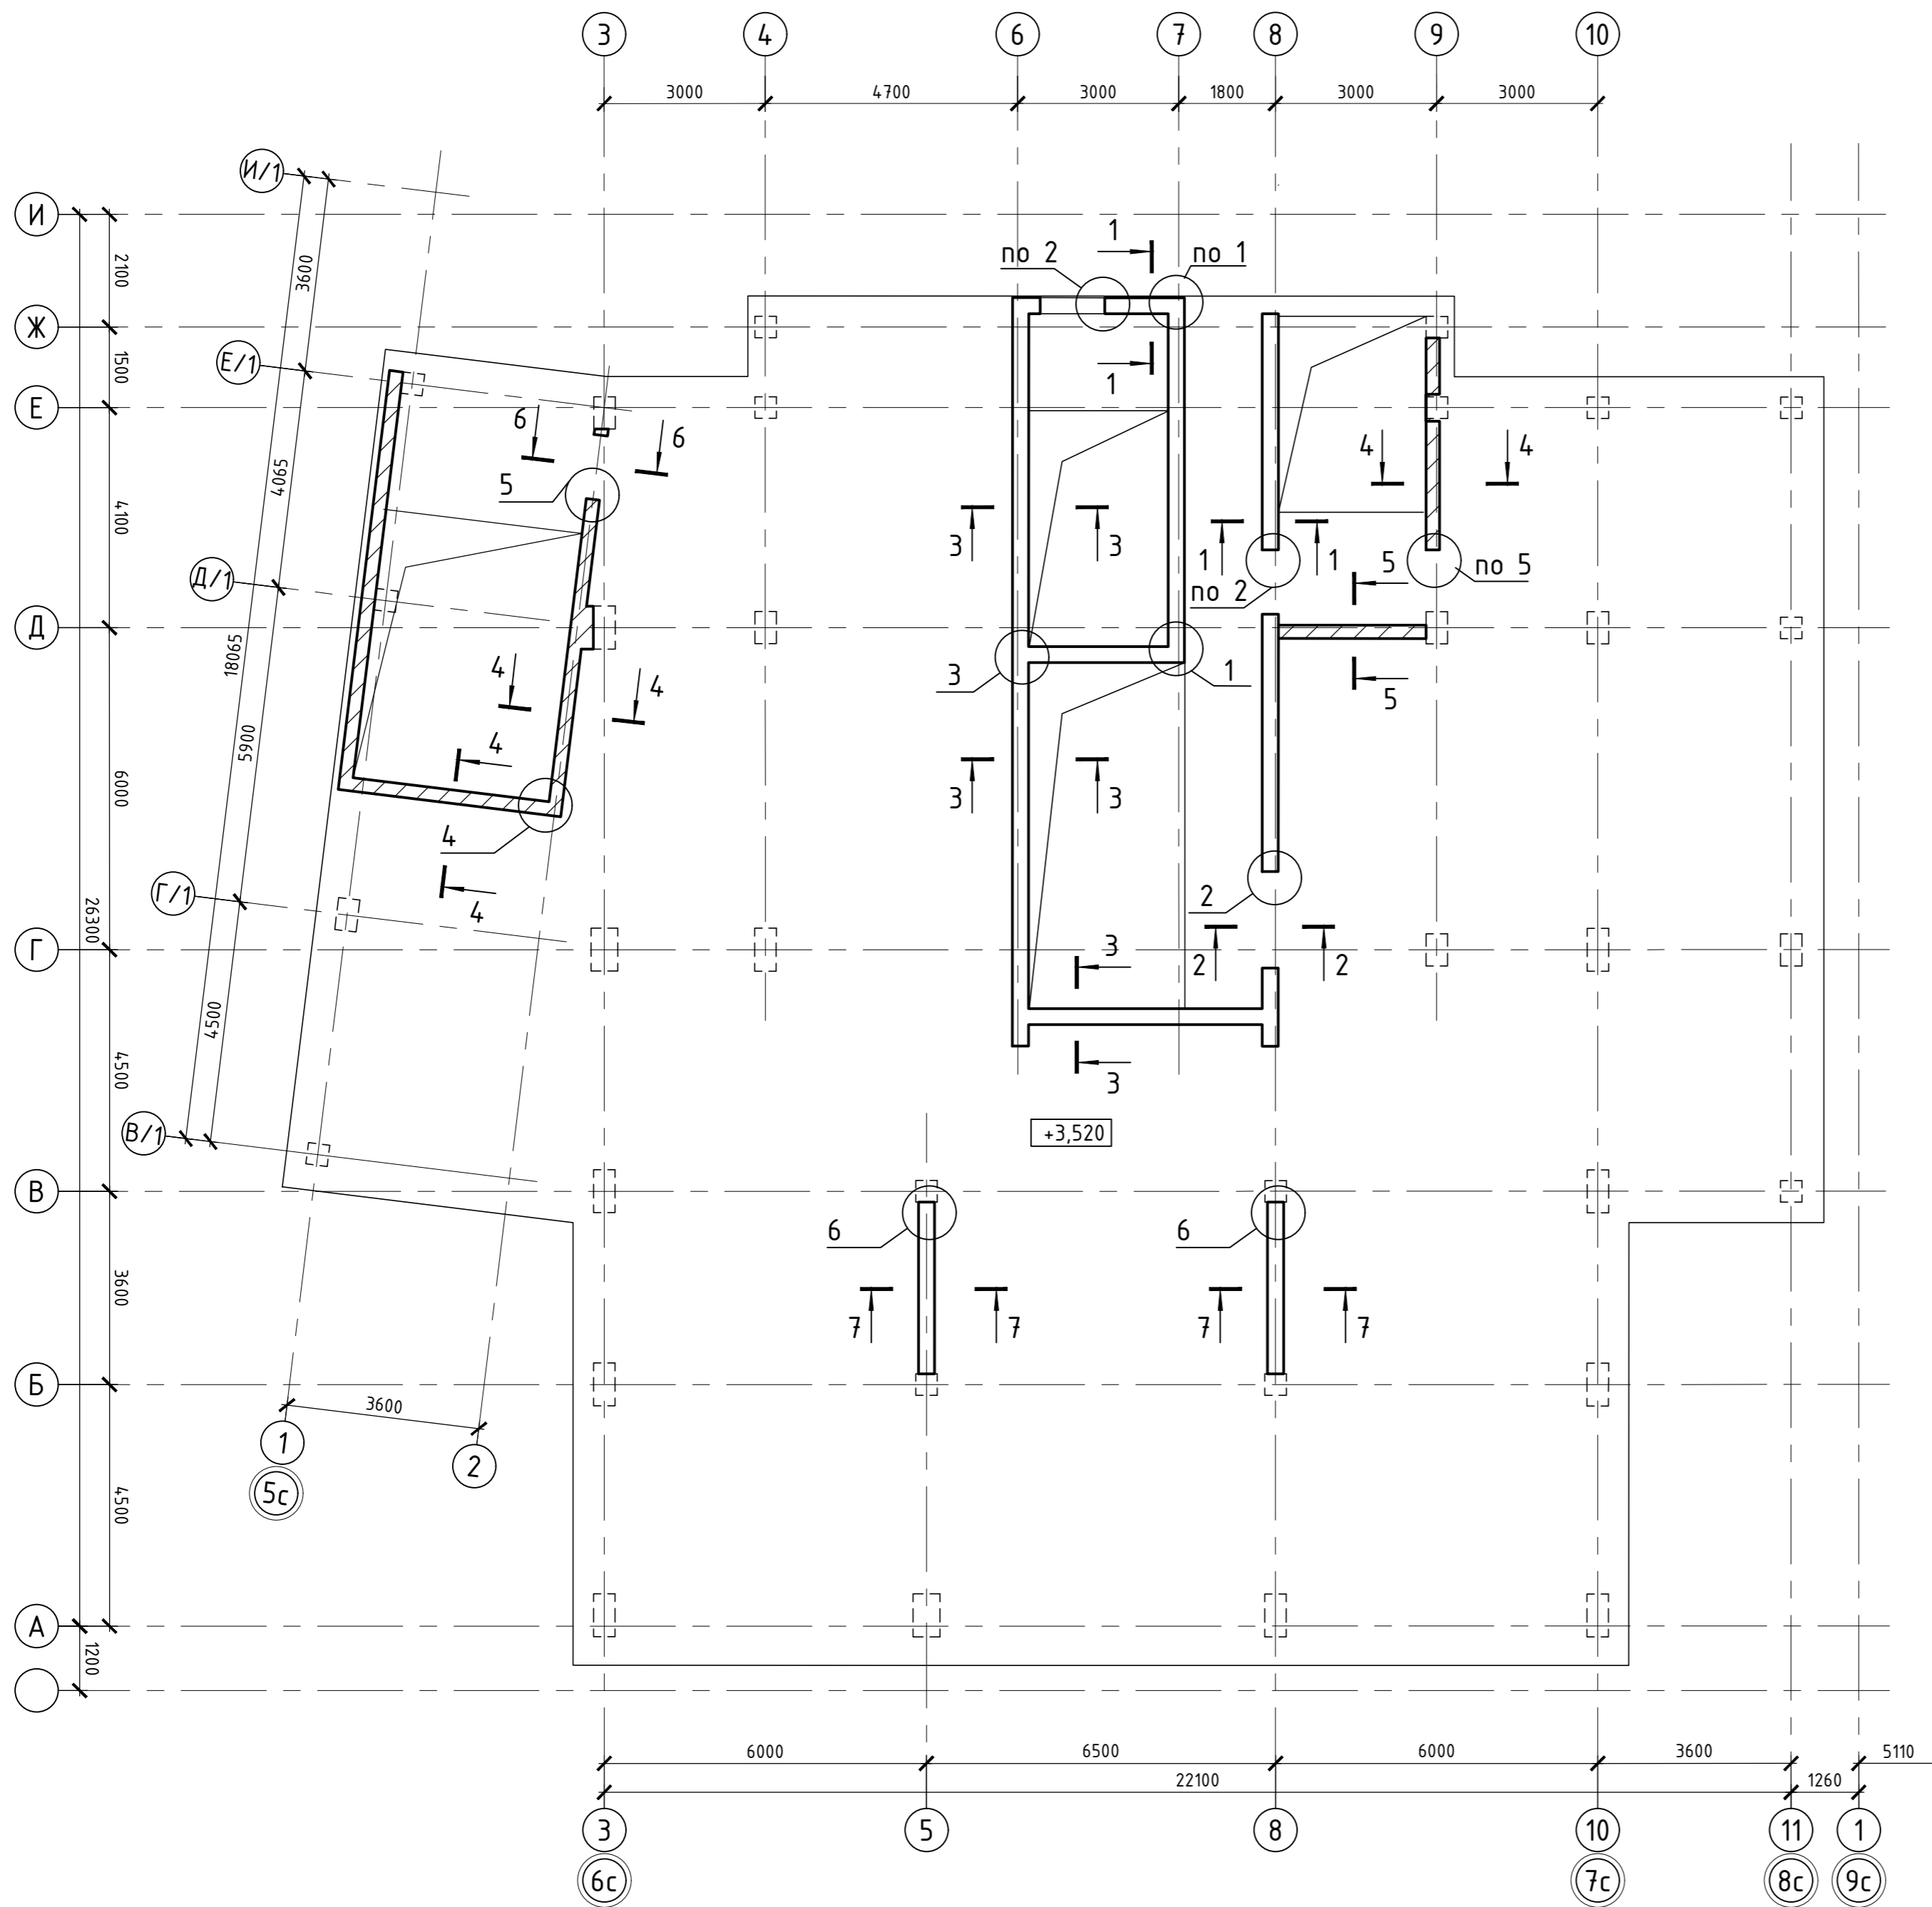 3 4 6 7 8 9 10
3000 4700 3000 1800 3000 3000
И/1
И
2100
3600
1
по 2 по 1
Ж
1500
Е/1
1
Е
6 6
4 4
5
4065
4100
3 3
1 1
5 по 5
по 2
Д/1
Д
18065
3 1
5
4 4
5900
6000
4
3 3
4
2
Г/1
4
26300
Г
3
2 2
4500
4500
3
В/1
+3,520
В
6 6
3600
7 7 7 7
Б
3600
1 2
5с
4500
А
1200
6000 6500 6000 3600 5110
22100 1260
3 5 8 10 11 1
6с 7с 8с 9с